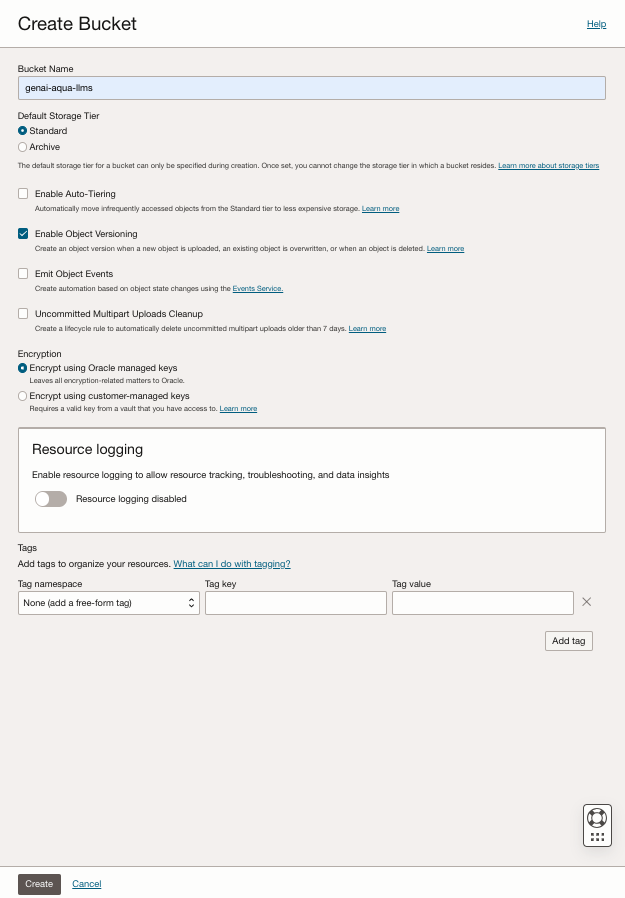 Create Bucket
Help
Bucket Name
genai-aqua-llms
Default Storage Tier
Standard
Archive
The default storage tier for a bucket can only be specified during creation. Once set, you cannot change the storage tier in which a bucket resides. Learn more about storage tiers
Enable Auto-Tiering
Automatically move infrequently accessed objects from the Standard tier to less expensive storage. Learn more
Enable Object Versioning
Create an object version when a new object is uploaded, an existing object is overwritten, or when an object is deleted. Learn more
Emit Object Events
Create automation based on object state changes using the Events Service.
Uncommitted Multipart Uploads Cleanup
Create a lifecycle rule to automatically delete uncommitted multipart uploads older than 7 days. Learn more
Encryption
Encrypt using Oracle managed keys
Leaves all encryption-related matters to Oracle.
Encrypt using customer-managed keys
Requires a valid key from a vault that you have access to. Learn more
Resource logging
Enable resource logging to allow resource tracking, troubleshooting, and data insights
Resource logging disabled
Tags
Add tags to organize your resources. What can I do with tagging?
Tag namespace Tag key Tag value
None (add a free-form tag)
Add tag
Create Cancel